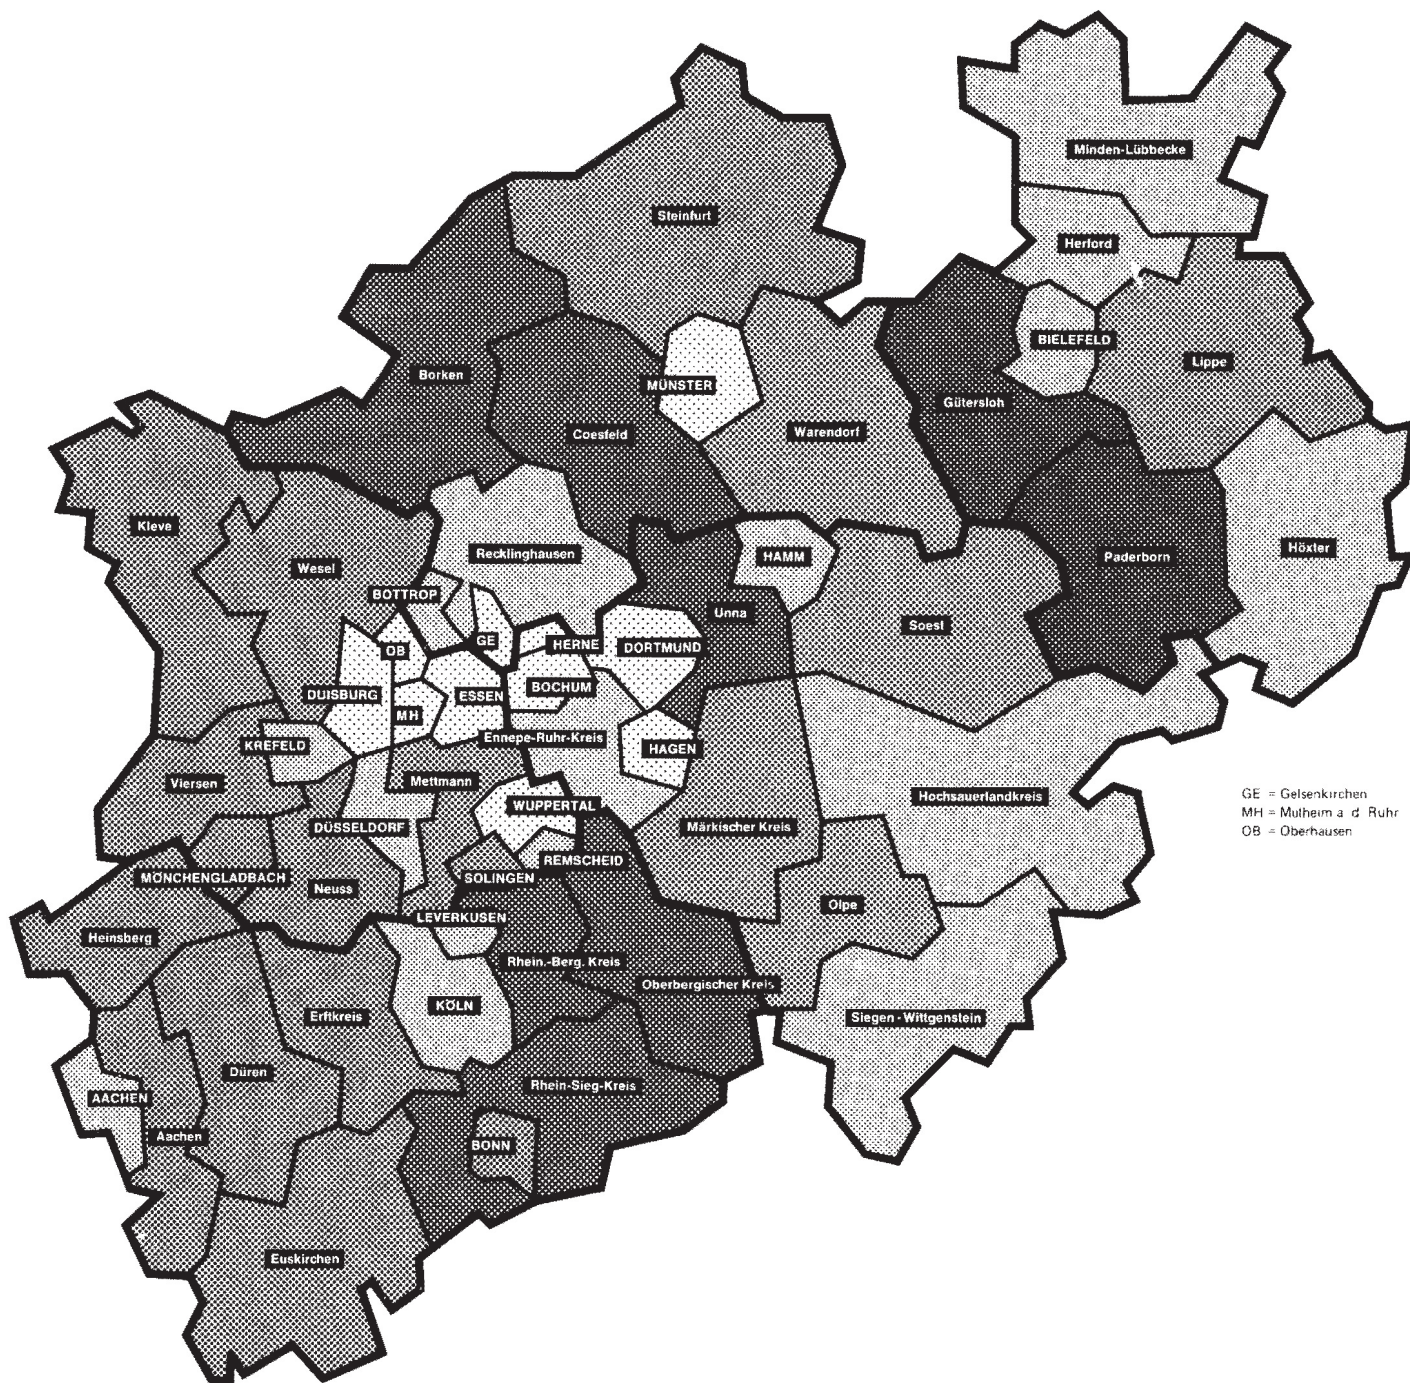 Minden-Lübbecke
Steinfurt
Herford
BIELEFELD
Lippe
Borken
MÜNSTER
Gütersloh
Coesfeld
Warendorf
Kleve
Recklinghausen
HAMM
Paderborn
Höxter
Wesel
BOTTROP
Unna
Soest
GE
OB
HERNE
DORTMUND
DUISBURG
ESSEN
BOCHUM
MH
KREFELD
Ennepe-Ruhr-Kreis
HAGEN
Viersen
Mettmann
WUPPERTAL
Hochsauerlandkreis
GE = Gelsenkirchen
MH = Mulheim a d Ruhr
OB = Oberhausen
DÜSSELDORF
Märkischer Kreis
REMSCHEID
MÖNCHENGLADBACH
SOLINGEN
Neuss
Olpe
LEVERKUSEN
Heinsberg
Rhein.-Berg. Kreis
Oberbergischer Kreis
KÖLN
Erftkreis
Siegen-Wittgenstein
Düren
Rhein-Sieg-Kreis
AACHEN
Aachen
BONN
Euskirchen